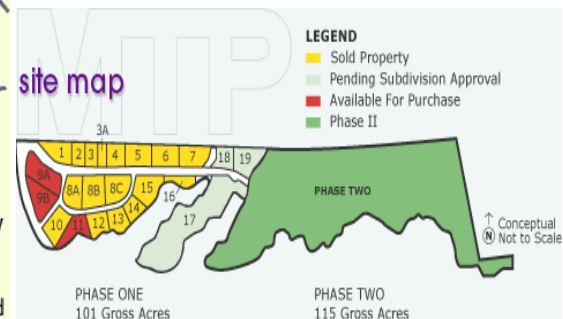 MTP
LEGEND
Sold Property
site map
Pending Subdivision Approval
Available For Purchase
Phase II
3A
1 2 3 4 5 6 7 18 19
9A
8A 8B 8C 15
9B
16
PHASE TWO
14
10 11 12 13
17
y
Conceptual
N Not to Scale
d
PHASE ONE
101 Gross Acres
PHASE TWO
115 Gross Acres